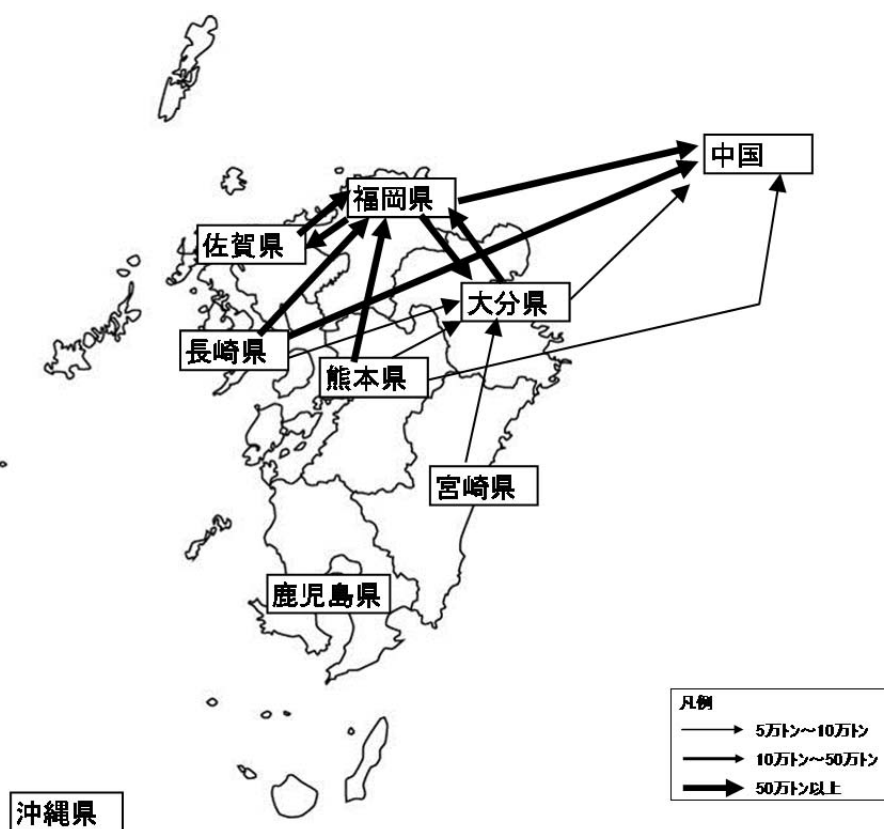 中国
福岡県
佐賀県
大分県
長崎県
熊本県
宮崎県
鹿児島県
沖縄県
凡例
5万トン～10万トン
10万トン～50万トン
50万トン以上